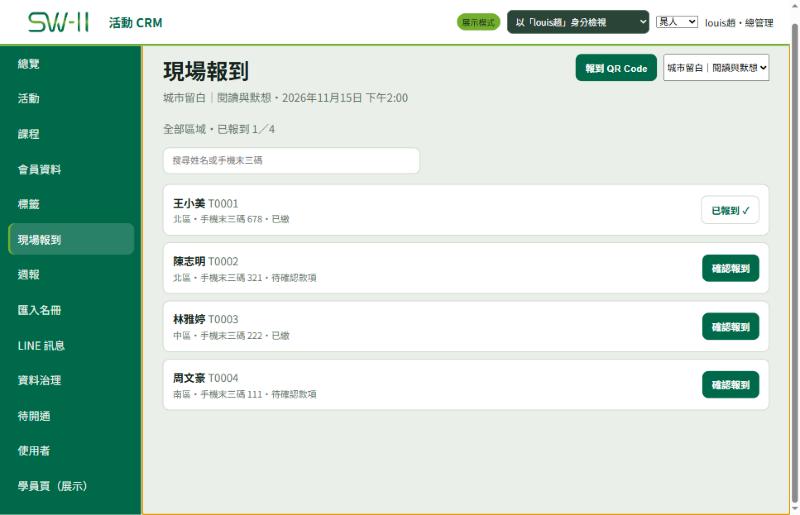 SW-II 活動 CRM
展示模式 以「louis趙」身分檢視 是人 louis趙・總管理
總覽
活動
課程
會員資料
標籤
現場報到
週報
匯入名冊
LINE 訊息
資料治理
待開通
使用者
學員頁（展示）
現場報到
報到 QR Code 城市留白｜閱讀與默想
城市留白｜閱讀與默想・2026年11月15日 下午2:00
全部區域・已報到 1／4
搜尋姓名或手機末三碼
王小美 T0001
北區・手機末三碼 678・已繳
已報到 ✓
陳志明 T0002
北區・手機末三碼 321・待確認款項
確認報到
林雅婷 T0003
中區・手機末三碼 222・已繳
確認報到
周文豪 T0004
南區・手機末三碼 111・待確認款項
確認報到